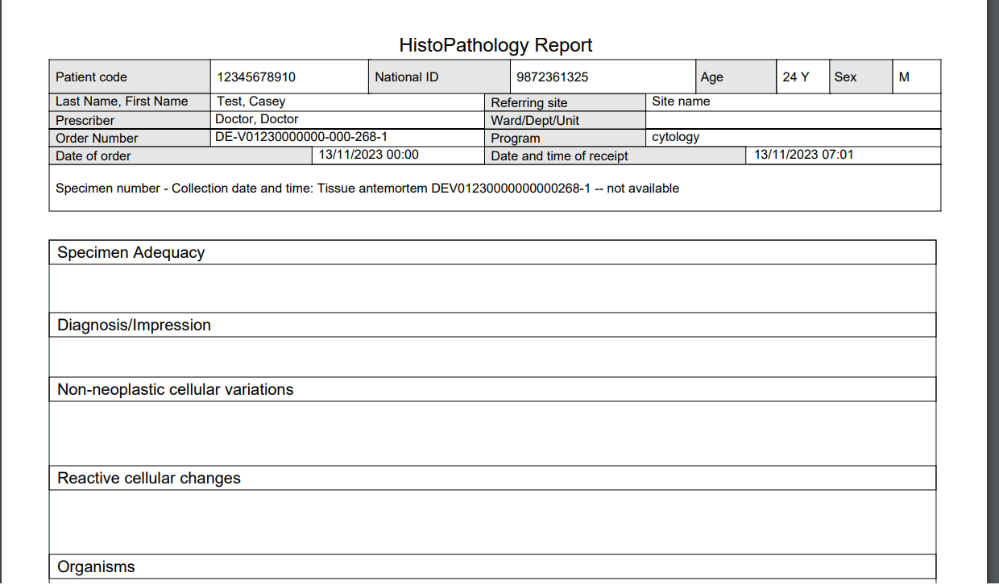 HistoPathology Report
Patient code 12345678910 National ID 9872361325 Age 24 Y Sex M
Last Name, First Name Test, Casey Referring site Site name
Prescriber Doctor, Doctor Ward/Dept/Unit
Order Number DE-V01230000000-000-268-1 Program cytology
Date of order 13/11/2023 00:00 Date and time of receipt 13/11/2023 07:01
Specimen number - Collection date and time: Tissue antemortem DEV01230000000000268-1 -- not available
Specimen Adequacy
Diagnosis/Impression
Non-neoplastic cellular variations
Reactive cellular changes
Organisms